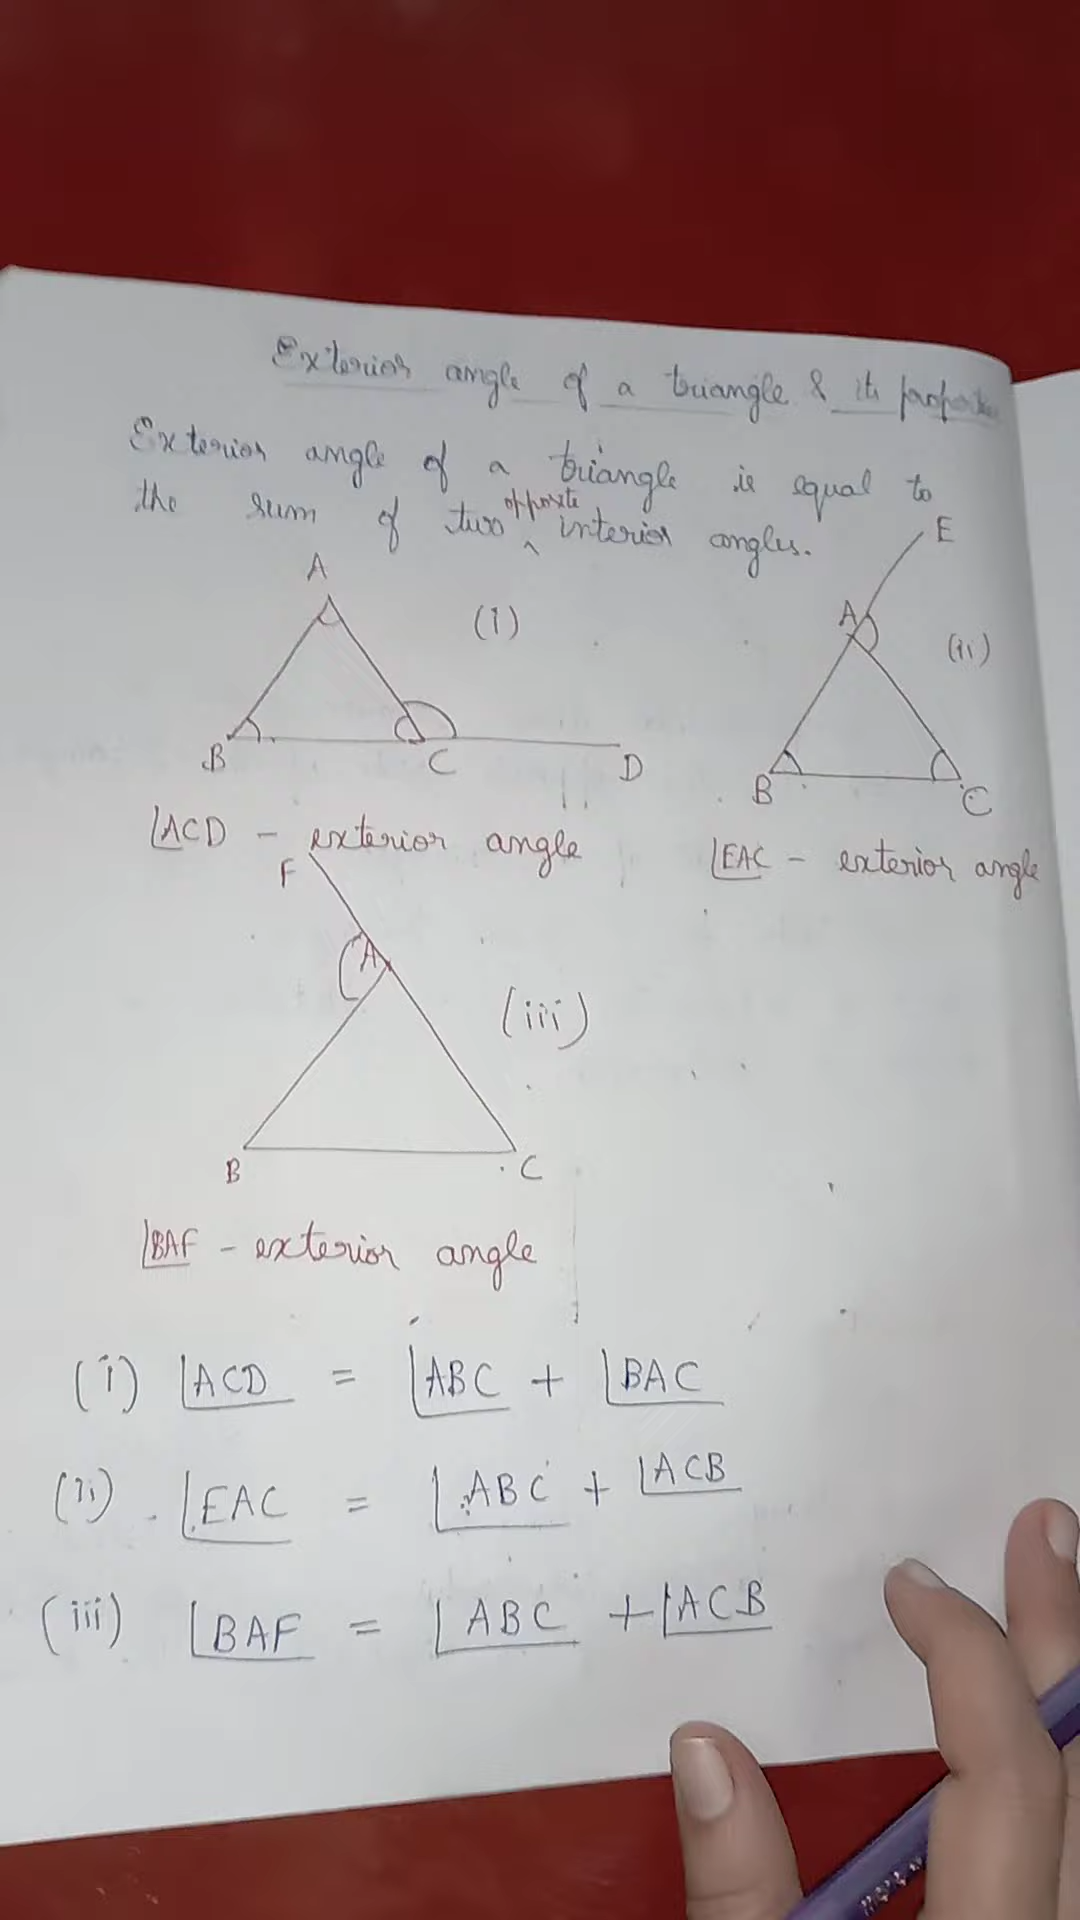 Exterior angle of a triangle & its
Exterior angle of a triangle is equal to
the sum of two opposite interior angles.
A
(i)
B
C
D
E
A
(ii)
B
C
∠ACD - exterior angle
∠EAC - exterior angle
F
A
(iii)
B
C
∠BAF - exterior angle
(i) ∠ACD = ∠ABC + ∠BAC
(ii) ∠EAC = ∠ABC + ∠ACB
(iii) ∠BAF = ∠ABC + ∠ACB